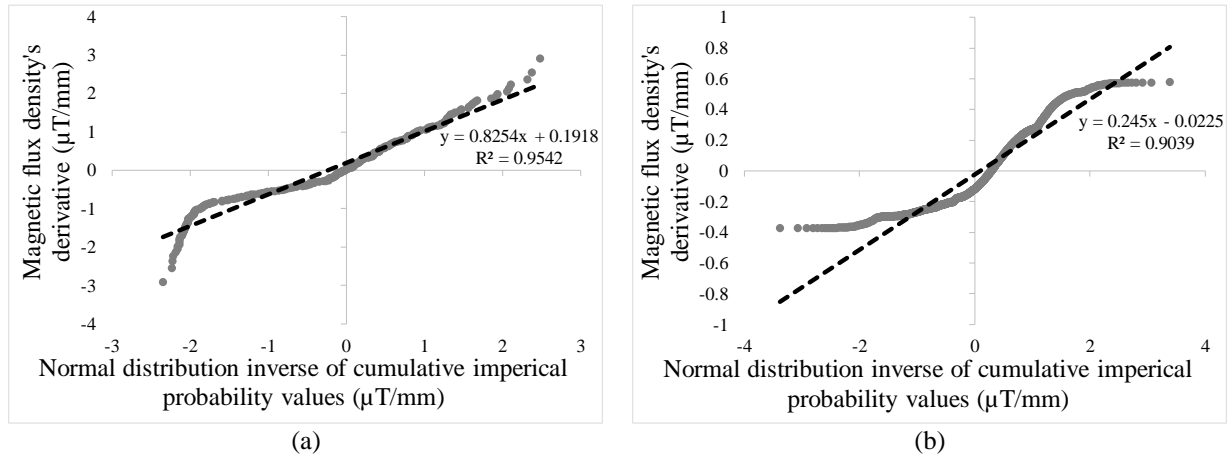 4
3
2
1
0
-1
-2
-3
-4
-3
-2
-1
0
1
2
3
Magnetic flux density's
derivative (µT/mm)
y = 0.8254x + 0.1918
R² = 0.9542
Normal distribution inverse of cumulative imperical
probability values (µT/mm)
(a)
1
0.8
0.6
0.4
0.2
0
-0.2
-0.4
-0.6
-0.8
-1
-4
-2
0
2
4
Magnetic flux density's
derivative (µT/mm)
y = 0.245x - 0.0225
R² = 0.9039
Normal distribution inverse of cumulative imperical
probability values (µT/mm)
(b)